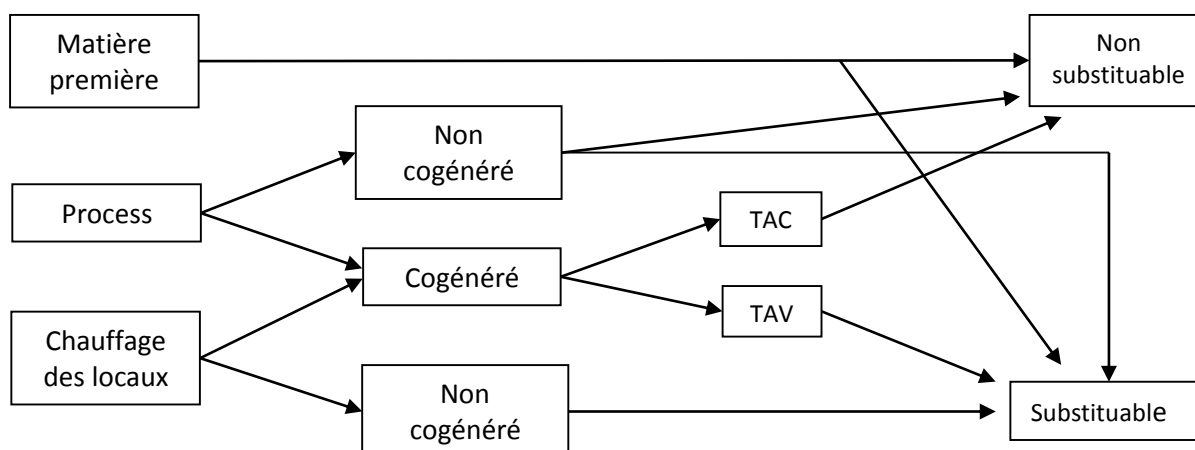 Matière
première
Non
substituable
Non
cogénéré
Process
TAC
Cogénéré
TAV
Chauffage
des locaux
Non
cogénéré
Substituable